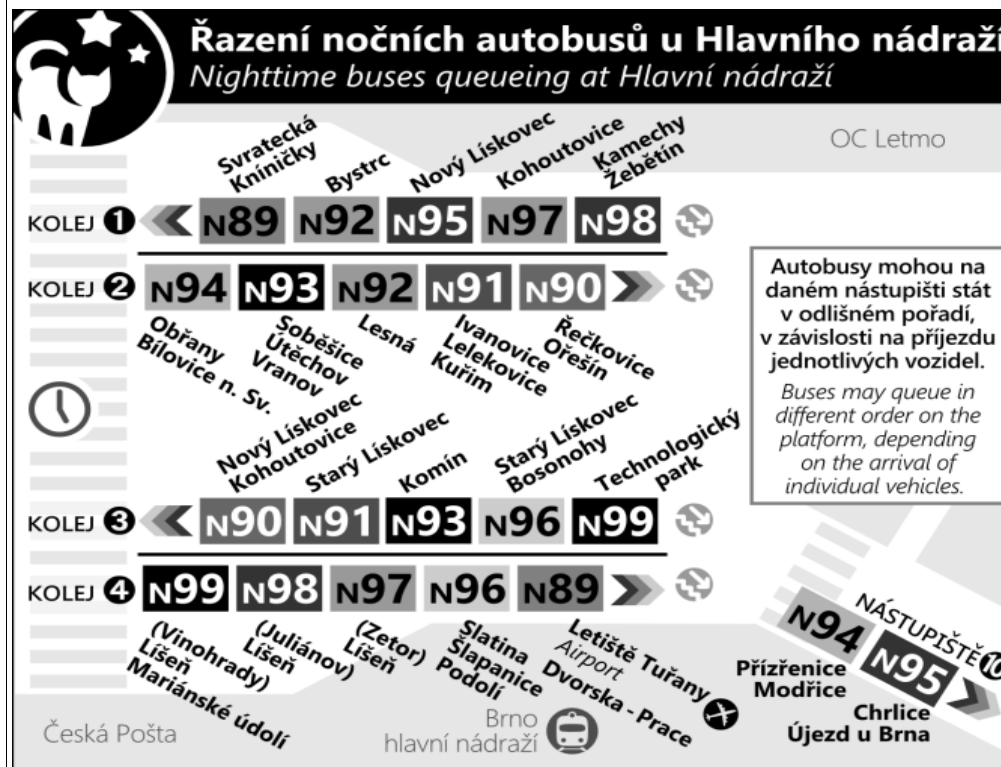 Řazení nočních autobusů u Hlavního nádraží
Nighttime buses queueing at Hlavní nádraží
OC Letmo
Svratecká
Kníničky
Bystrc
Nový Lískovec
Kohoutovice
Kamechy
Žebětín
KOLEJ 1
N89 N92 N95 N97 N98
KOLEJ 2
N94 N93 N92 N91 N90
Obřany
Bílovice n. Sv.
Soběšice
Útěchov
Vranov
Lesná
Ivanovice
Lelekovice
Kuřim
Řečkovice
Ořešín
Autobusy mohou na
daném nástupišti stát
v odlišném pořadí,
v závislosti na příjezdu
jednotlivých vozidel.
Buses may queue in
different order on the
platform, depending
on the arrival of
individual vehicles.
Nový Lískovec
Kohoutovice
Starý Lískovec
Komín
Starý Lískovec
Bosonohy
Technologický
park
KOLEJ 3
N90 N91 N93 N96 N99
KOLEJ 4
N99 N98 N97 N96 N89
(Vinohrady)
Líšeň
Mariánské údolí
(Juliánov)
Líšeň
(Zetor)
Líšeň
Slatina
Šlapanice
Podolí
Letiště Tuřany
Airport
Dvorska - Prace
NÁSTUPIŠTĚ 10
N94 N95
Přízřenice
Modřice
Chrlice
Újezd u Brna
Česká Pošta
Brno
hlavní nádraží